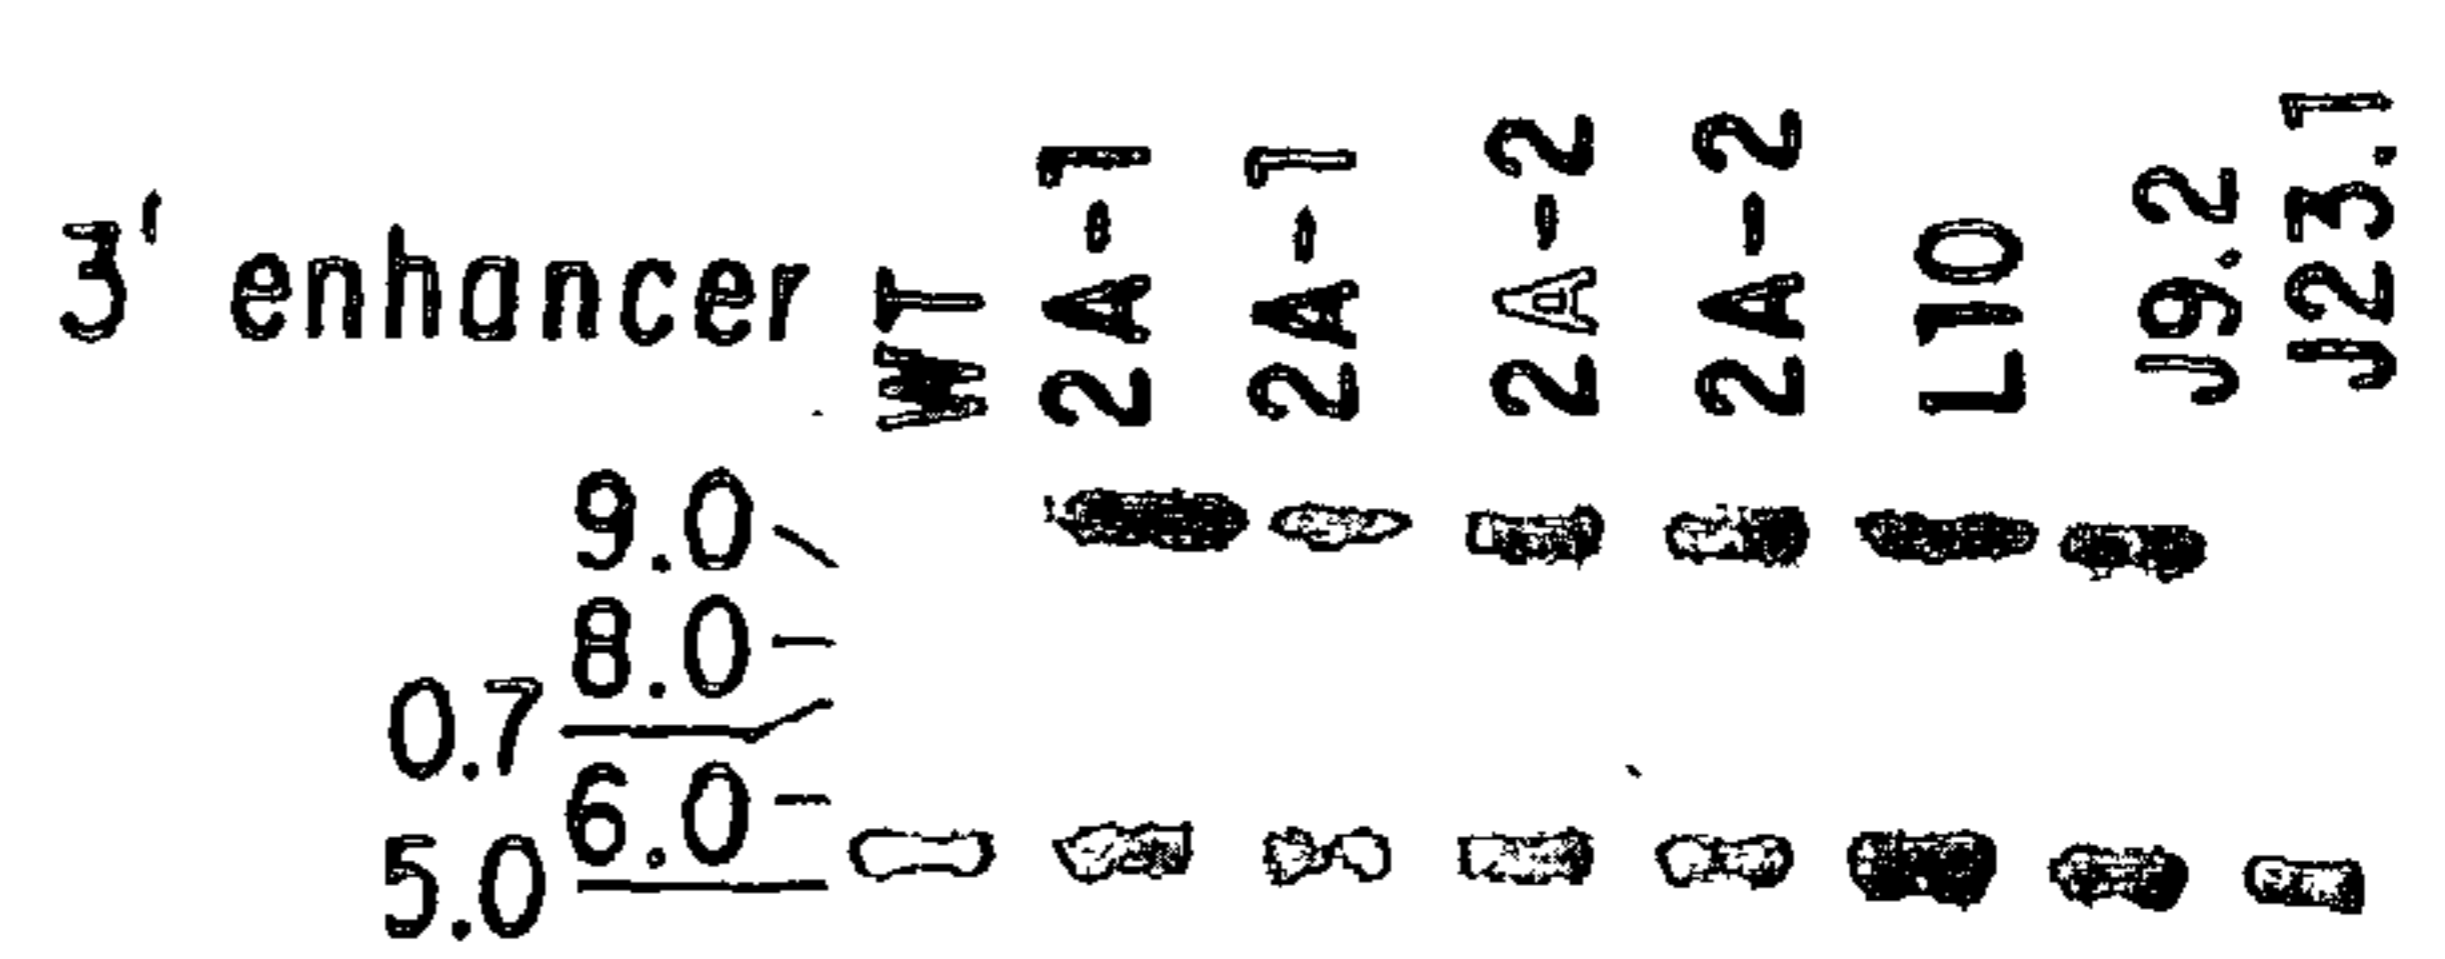 3' enhancer
WT
2A-1
2A-1
2A-2
2A-2
L10
J9.2
J23.1
9.0
8.0
0.7
6.0
5.0